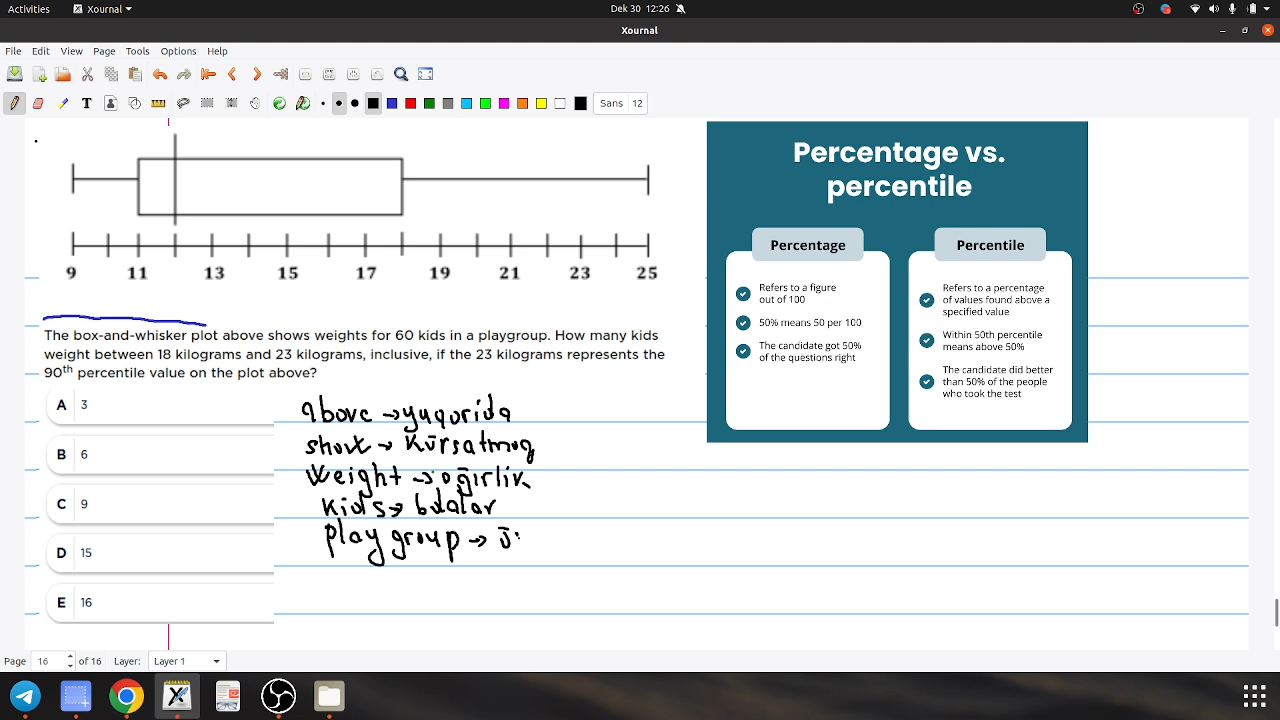 Activities
Xournal
Dek 30 12:26
Xournal
File Edit View Page Tools Options Help
Sans 12
9 11 13 15 17 19 21 23 25
The box-and-whisker plot above shows weights for 60 kids in a playgroup. How many kids
weight between 18 kilograms and 23 kilograms, inclusive, if the 23 kilograms represents the
90th percentile value on the plot above?
A 3
B 6
C 9
D 15
E 16
above → yuqorida
→ kursatmoq
Weight → oğırlik
kids → bolalar
play group →
Percentage vs.
percentile
Percentage
Refers to a figure
out of 100
50% means 50 per 100
The candidate got 50%
of the questions right
Percentile
Refers to a percentage
of values found above a
specified value
Within 50th percentile
means above 50%
The candidate did better
than 50% of the people
who took the test
Page 16 of 16 Layer: Layer 1